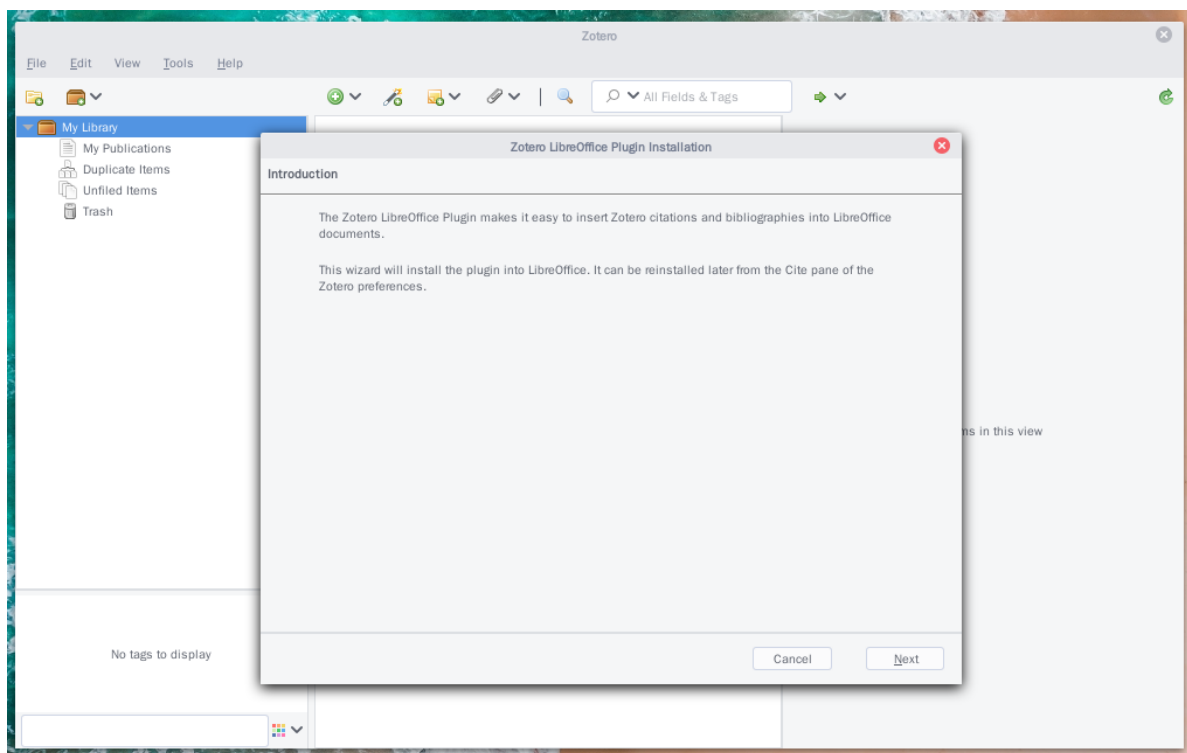 Zotero
File Edit View Tools Help
All Fields & Tags
My Library
My Publications
Duplicate Items
Unfiled Items
Trash
Zotero LibreOffice Plugin Installation
Introduction
The Zotero LibreOffice Plugin makes it easy to insert Zotero citations and bibliographies into LibreOffice
documents.
This wizard will install the plugin into LibreOffice. It can be reinstalled later from the Cite pane of the
Zotero preferences.
in this view
No tags to display
Cancel Next